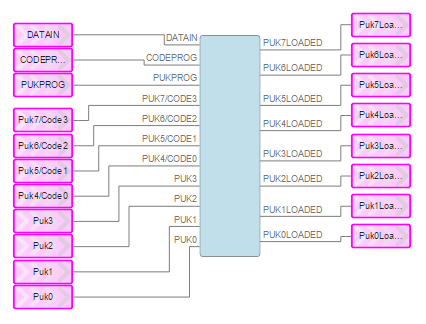 DATAIN
CODEPR...
PUKPROG
Puk7/Code3
Puk6/Code2
Puk5/Code1
Puk4/Code0
Puk3
Puk2
Puk1
Puk0
DATAIN
CODEPROG
PUKPROG
PUK7/CODE3
PUK6/CODE2
PUK5/CODE1
PUK4/CODE0
PUK3
PUK2
PUK1
PUK0
PUK7LOADED
PUK6LOADED
PUK5LOADED
PUK4LOADED
PUK3LOADED
PUK2LOADED
PUK1LOADED
PUK0LOADED
Puk7Loa...
Puk6Loa...
Puk5Loa...
Puk4Loa...
Puk3Loa...
Puk2Loa...
Puk1Loa...
Puk0Loa...